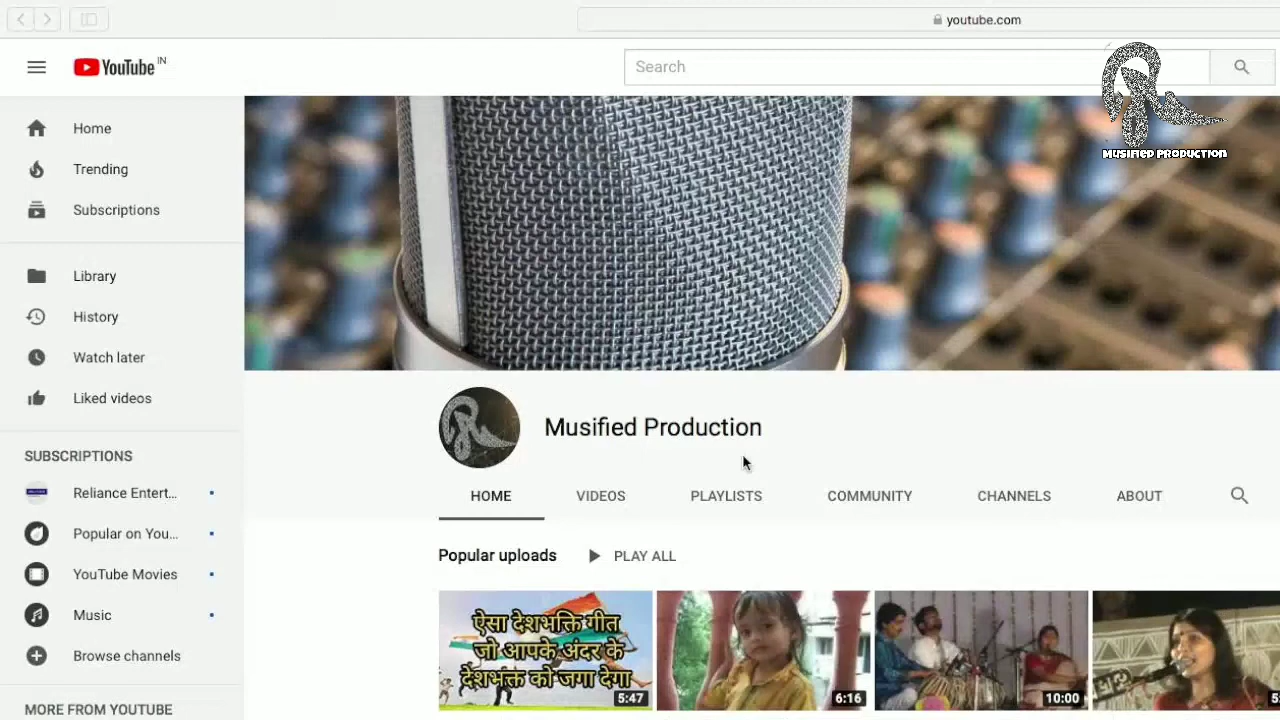 youtube.com
YouTube IN
Search
MUSIFIED PRODUCTION
Home
Trending
Subscriptions
Library
History
Watch later
Liked videos
SUBSCRIPTIONS
Reliance Entert...
Popular on You...
YouTube Movies
Music
Browse channels
MORE FROM YOUTUBE
Musified Production
HOME VIDEOS PLAYLISTS COMMUNITY CHANNELS ABOUT
Popular uploads PLAY ALL
ऐसा देशभक्ति गीत
जो आपके अंदर के
देशभक्त को जगा देगा
5:47
6:16
10:00